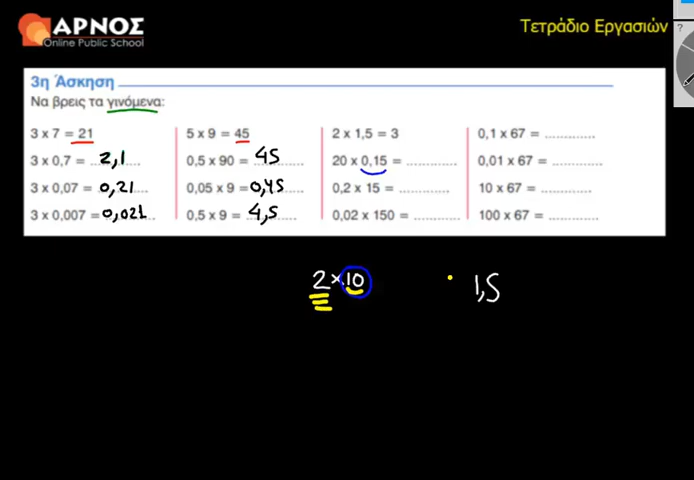 ΑΡΝΟΣ
Online Public School
Τετράδιο Εργασιών
3η Άσκηση
Να βρεις τα γινόμενα:
3 x 7 = 21
3 x 0,7 = 2,1
3 x 0,07 = 0,21
3 x 0,007 = 0,021
5 x 9 = 45
0,5 x 90 = 45
0,05 x 9 = 0,45
0,5 x 9 = 4,5
2 x 1,5 = 3
20 x 0,15 = ..............
0,2 x 15 = ..............
0,02 x 150 = ..............
0,1 x 67 = ..............
0,01 x 67 = ..............
10 x 67 = ..............
100 x 67 = ..............
2 x 10 · 1,5